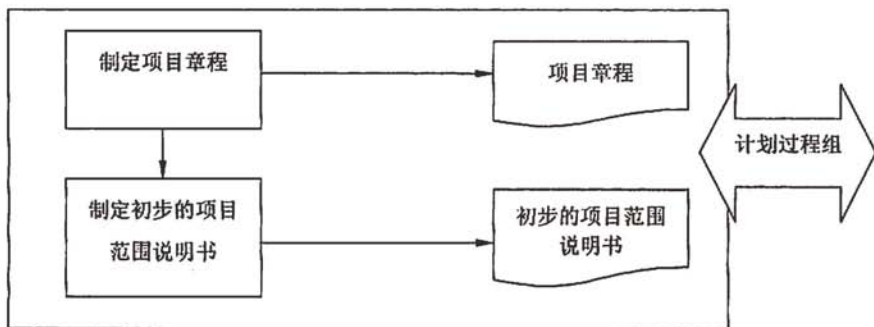 制定项目章程
项目章程
计划过程组
制定初步的项目
范围说明书
初步的项目范围
说明书